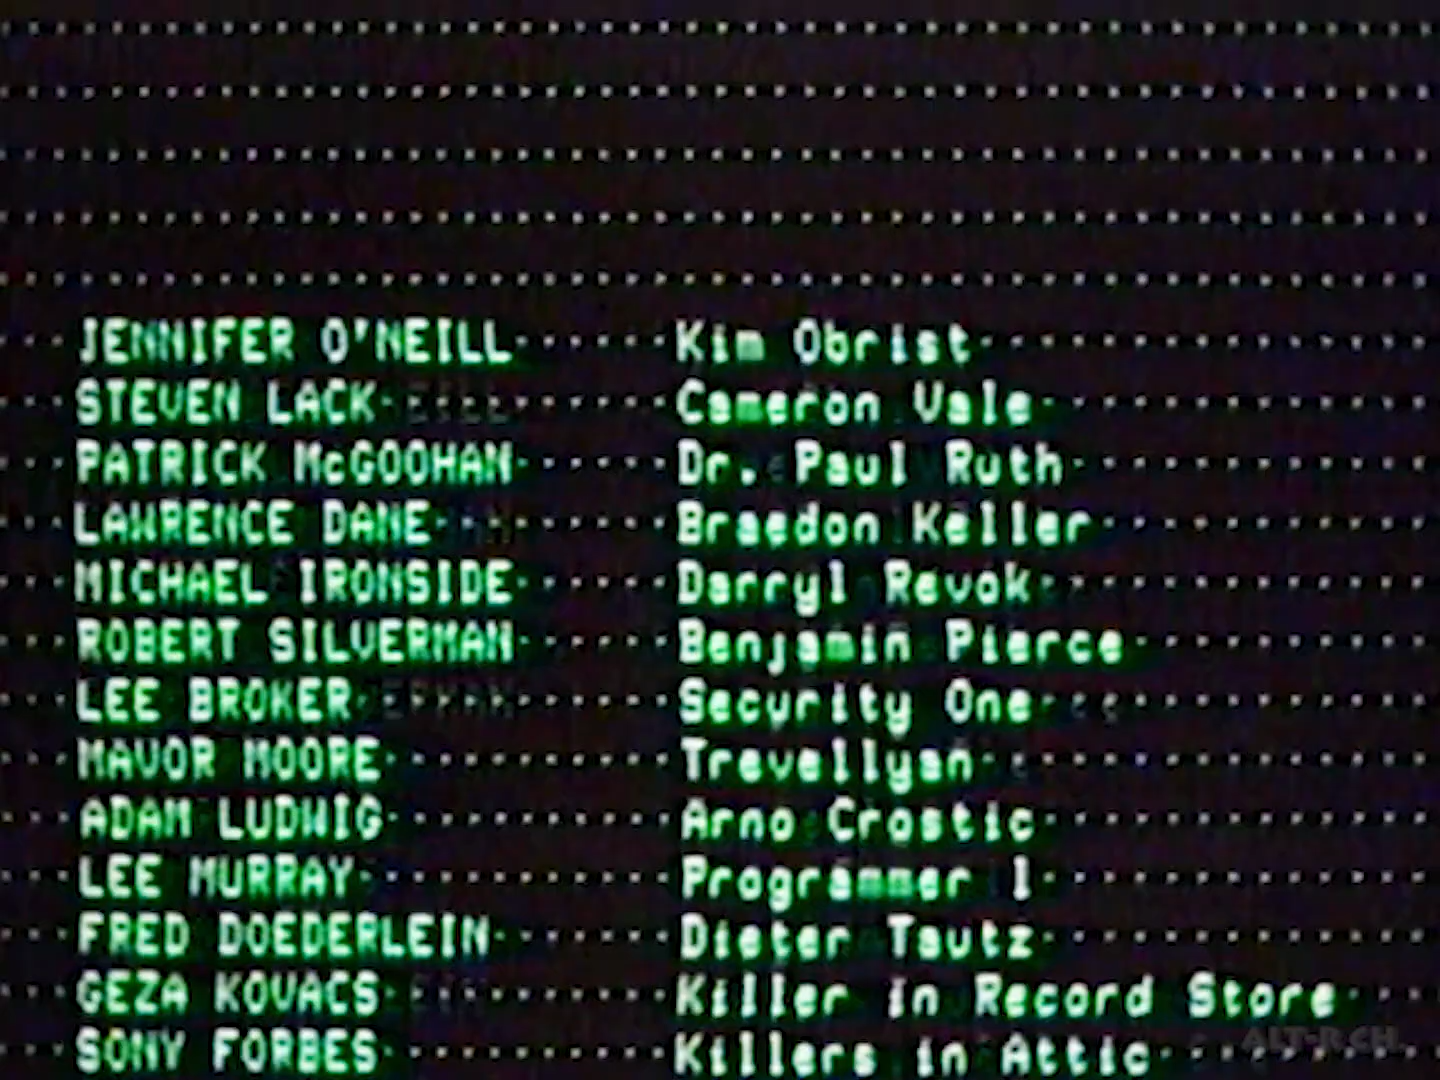 JENNIFER O'NEILL Kim Obrist
STEVEN LACK Cameron Vale
PATRICK McGOOHAN Dr. Paul Ruth
LAWRENCE DANE Braedon Keller
MICHAEL IRONSIDE Darryl Revok
ROBERT SILVERMAN Benjamin Pierce
LEE BROKER Security One
MAVOR MOORE Trevellyan
ADAM LUDWIG Arno Crostic
LEE MURRAY Programmer 1
FRED DOEDERLEIN Dieter Tautz
GEZA KOVACS Killer in Record Store
SONY FORBES Killers in Attic
ALT-R.CH.